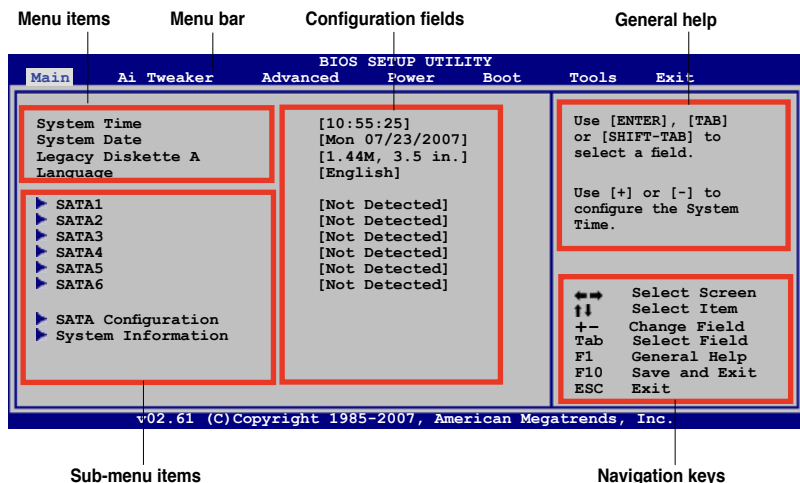 Menu items Menu bar Configuration fields General help
BIOS SETUP UTILITY
Main Ai Tweaker Advanced Power Boot Tools Exit
System Time [10:55:25]
System Date [Mon 07/23/2007]
Legacy Diskette A [1.44M, 3.5 in.]
Language [English]
SATA1 [Not Detected]
SATA2 [Not Detected]
SATA3 [Not Detected]
SATA4 [Not Detected]
SATA5 [Not Detected]
SATA6 [Not Detected]
SATA Configuration
System Information
Use [ENTER], [TAB]
or [SHIFT-TAB] to
select a field.
Use [+] or [-] to
configure the System
Time.
Select Screen
Select Item
+- Change Field
Tab Select Field
F1 General Help
F10 Save and Exit
ESC Exit
v02.61 (C)Copyright 1985-2007, American Megatrends, Inc.
Sub-menu items Navigation keys